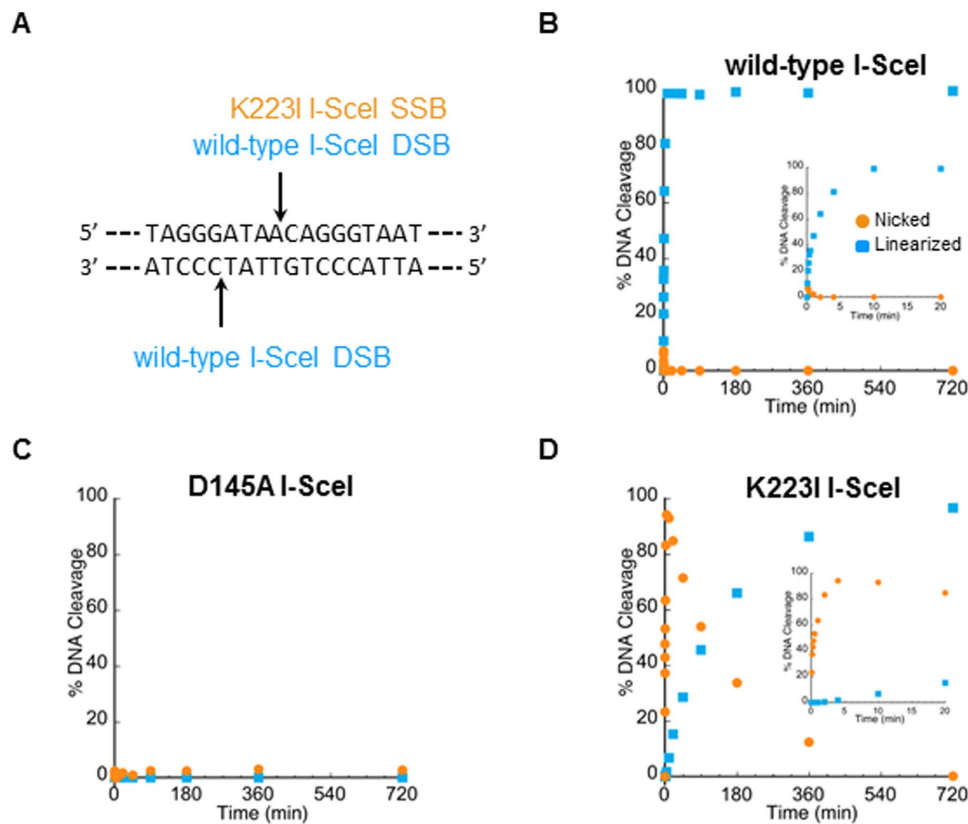 A
K223I I-SceI SSB
wild-type I-SceI DSB
5’ --- TAGGGATAACAGGGTAAT --- 3’
3’ --- ATCCCTATTGTCCCATTA --- 5’
wild-type I-SceI DSB
B
wild-type I-SceI
% DNA Cleavage
100
80
60
40
20
0
0 180 360 540 720
Time (min)
% DNA Cleavage
100
80
60
40
20
0
0 5 10 15 20
Time (min)
Nicked
Linearized
C
D145A I-SceI
% DNA Cleavage
100
80
60
40
20
0
0 180 360 540 720
Time (min)
D
K223I I-SceI
% DNA Cleavage
100
80
60
40
20
0
0 180 360 540 720
Time (min)
% DNA Cleavage
100
80
60
40
20
0
0 5 10 15 20
Time (min)